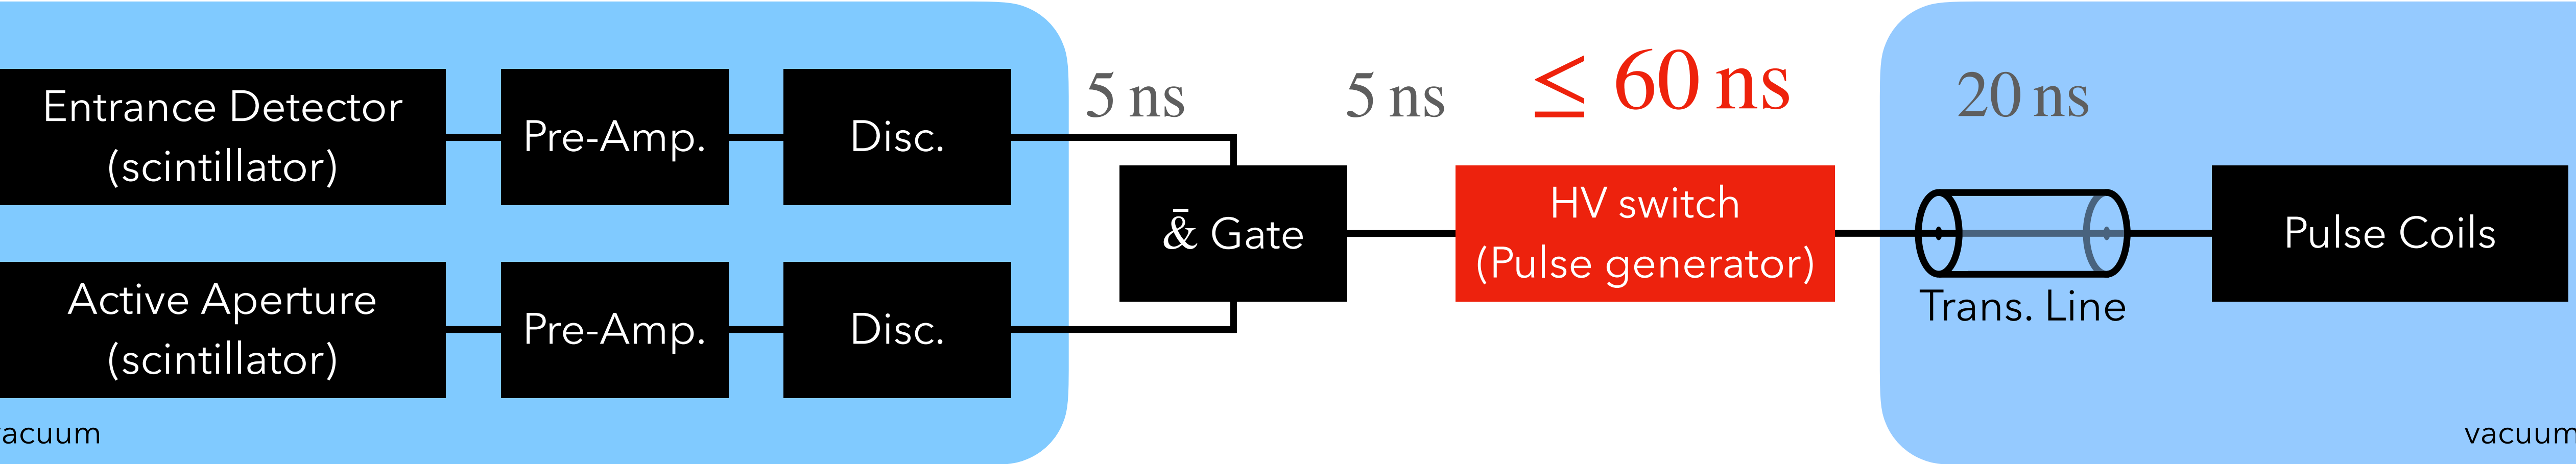 5 ns
5 ns
≤ 60 ns
20 ns
Entrance Detector
(scintillator)
Pre-Amp.
Disc.
&̄ Gate
HV switch
(Pulse generator)
Trans. Line
Pulse Coils
Active Aperture
(scintillator)
Pre-Amp.
Disc.
acuum
vacuum